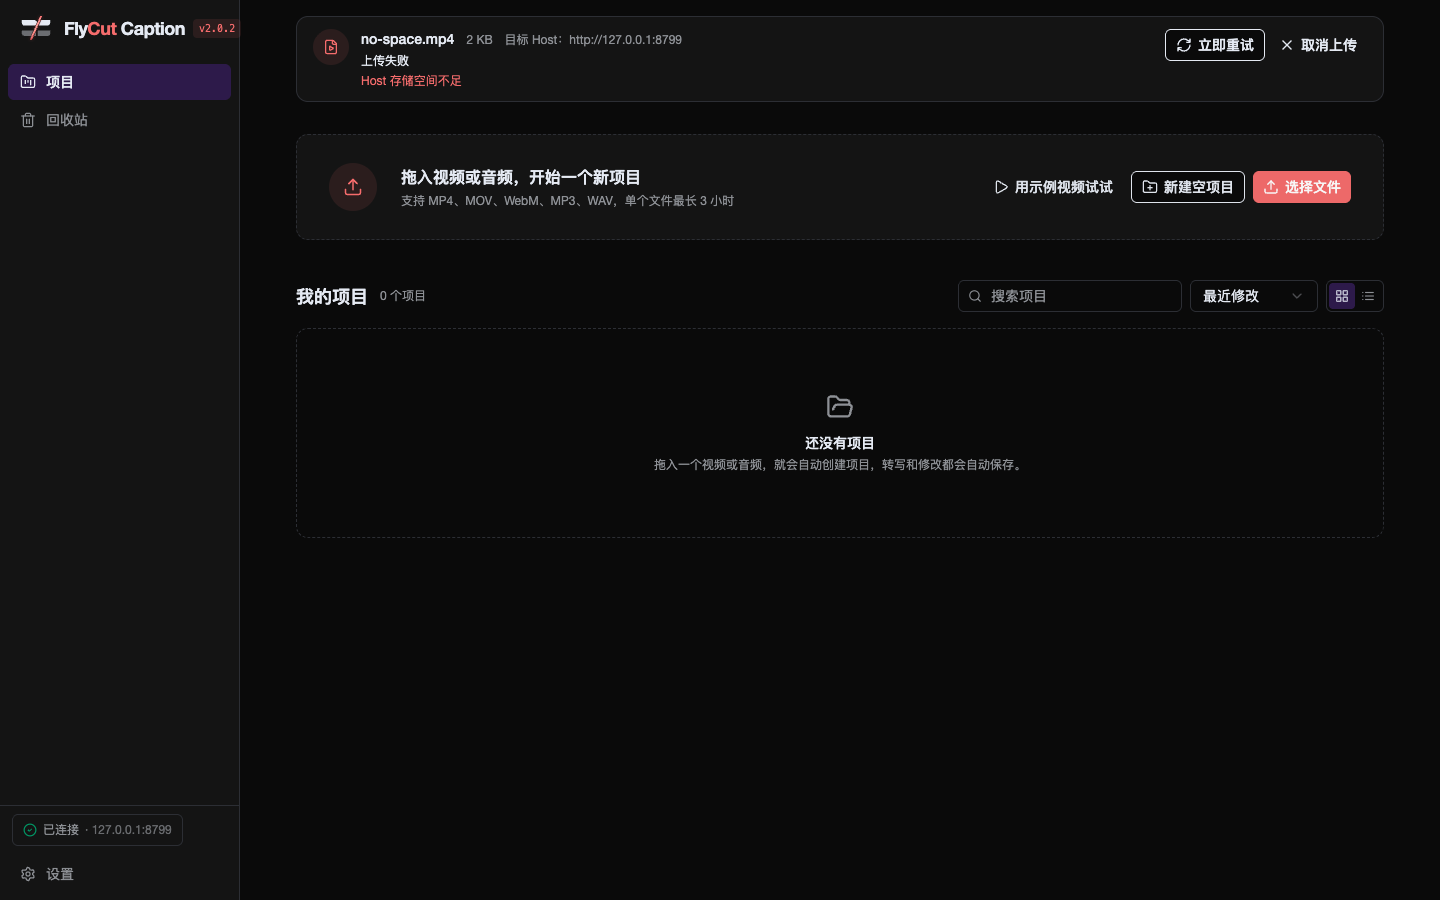 FlyCut Caption v2.0.2
项目
回收站
已连接 · 127.0.0.1:8799
设置
no-space.mp4 2 KB 目标 Host：http://127.0.0.1:8799
上传失败
Host 存储空间不足
立即重试 取消上传
拖入视频或音频，开始一个新项目
支持 MP4、MOV、WebM、MP3、WAV，单个文件最长 3 小时
用示例视频试试 新建空项目 选择文件
我的项目 0 个项目
搜索项目 最近修改
还没有项目
拖入一个视频或音频，就会自动创建项目，转写和修改都会自动保存。